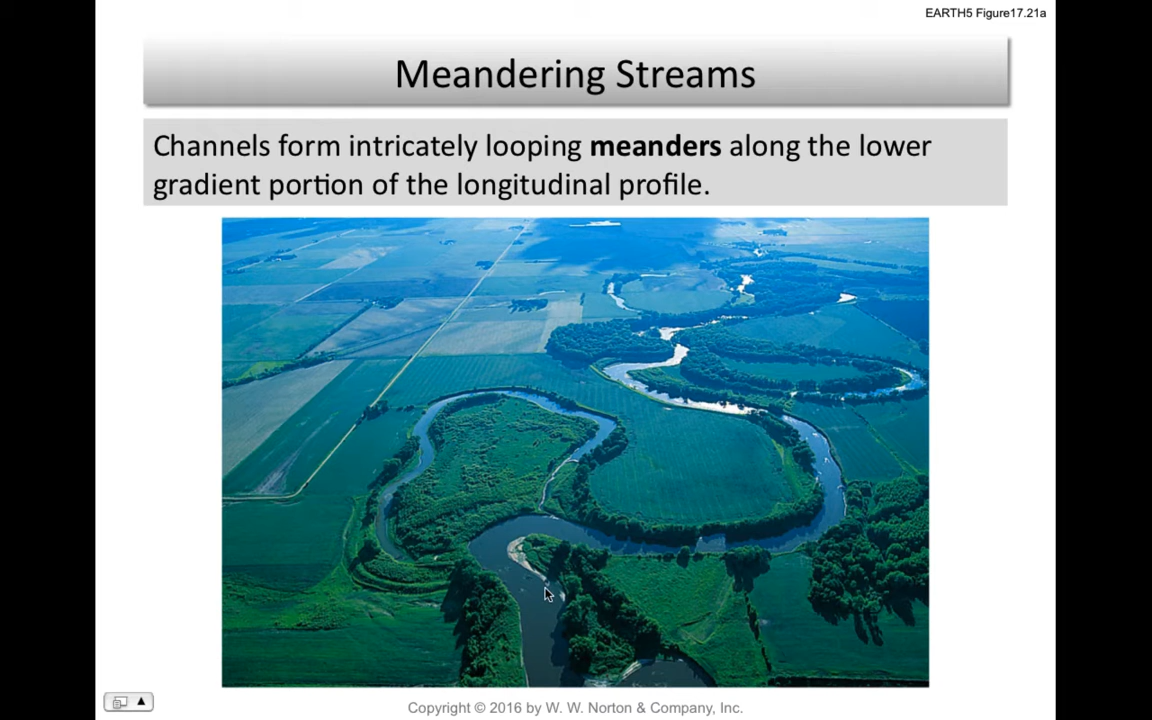 EARTH5 Figure17.21a
Meandering Streams
Channels form intricately looping meanders along the lower
gradient portion of the longitudinal profile.
Copyright © 2016 by W. W. Norton & Company, Inc.